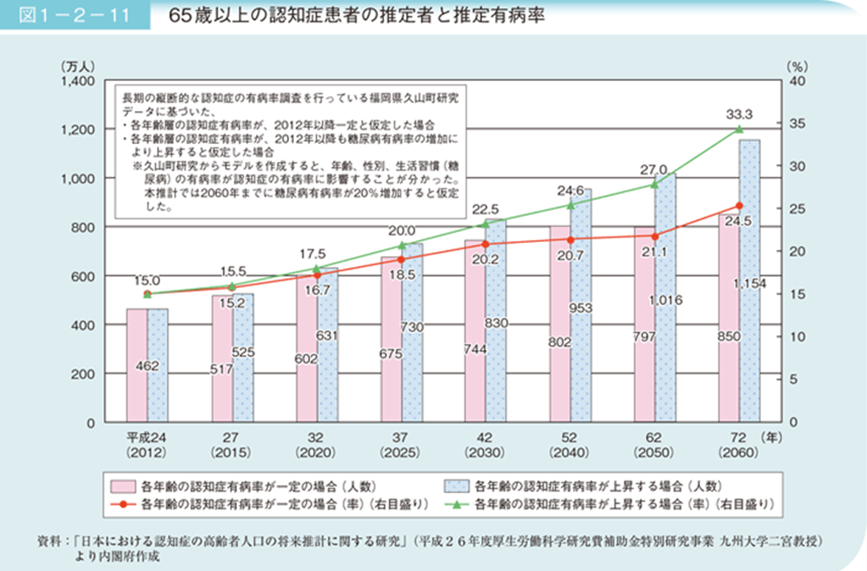 図1－2－11
65歳以上の認知症患者の推定者と推定有病率
(万人)
(%)
1,400
1,200
1,000
800
600
400
200
0
40
35
30
25
20
15
10
5
0
長期の縦断的な認知症の有病率調査を行っている福岡県久山町研究
データに基づいた、
・各年齢層の認知症有病率が、2012年以降一定と仮定した場合
・各年齢層の認知症有病率が、2012年以降も糖尿病有病率の増加に
より上昇すると仮定した場合
※久山町研究からモデルを作成すると、年齢、性別、生活習慣（糖
尿病）の有病率が認知症の有病率に影響することが分かった。
本推計では2060年までに糖尿病有病率が20％増加すると仮定
した。
15.0
15.5
17.5
20.0
22.5
24.6
27.0
33.3
15.2
16.7
18.5
20.2
20.7
21.1
24.5
462
517
525
602
631
675
730
744
830
802
953
797
1,016
850
1,154
平成24 27 32 37 42 52 62 72 (年)
(2012) (2015) (2020) (2025) (2030) (2040) (2050) (2060)
各年齢の認知症有病率が一定の場合（人数） 各年齢の認知症有病率が上昇する場合（人数）
各年齢の認知症有病率が一定の場合（率）（右目盛り） 各年齢の認知症有病率が上昇する場合（率）（右目盛り）
資料：「日本における認知症の高齢者人口の将来推計に関する研究」（平成２６年度厚生労働科学研究費補助金特別研究事業 九州大学二宮教授）
より内閣府作成